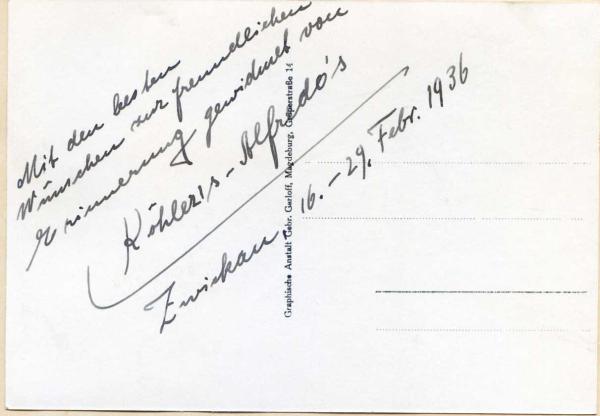 Mit den besten
Wünschen zur freundlichen
Erinnerung gewidmet von
Köhler's - Alfredo's
Zwickau. 16. - 29. Febr. 1936
Graphische Anstalt Gebr. Garloff, Magdeburg, Cäsperstraße 14